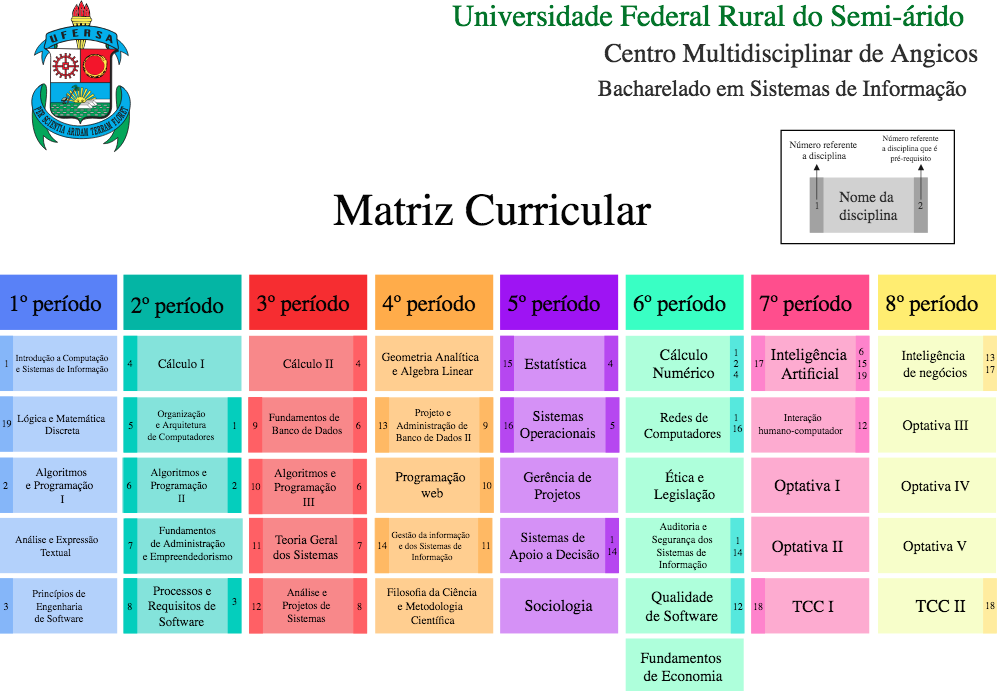 UFERSA
PER SCIENTIA ARIDAM TERRAM FLORET
Universidade Federal Rural do Semi-árido
Centro Multidisciplinar de Angicos
Bacharelado em Sistemas de Informação
Número referente
a disciplina
Número referente
a disciplina que é
pré-requisito
1
Nome da
disciplina
2
Matriz Curricular
1º período
1
Introdução a Computação
e Sistemas de Informação
19
Lógica e Matemática
Discreta
2
Algoritmos
e Programação
I
Análise e Expressão
Textual
3
Princípios de
Engenharia
de Software
2º período
4
Cálculo I
5
Organização
e Arquitetura
de Computadores
1
6
Algoritmos e
Programação
II
2
7
Fundamentos
de Administração
e Empreendedorismo
8
Processos e
Requisitos de
Software
3
3º período
Cálculo II
4
9
Fundamentos de
Banco de Dados
6
10
Algoritmos e
Programação
III
6
11
Teoria Geral
dos Sistemas
7
12
Análise e
Projetos de
Sistemas
8
4º período
Geometria Analítica
e Algebra Linear
13
Projeto e
Administração de
Banco de Dados II
9
Programação
web
10
14
Gestão da informação
e dos Sistemas de
Informação
11
Filosofia da Ciência
e Metodologia
Científica
5º período
15
Estatística
4
16
Sistemas
Operacionais
5
Gerência de
Projetos
Sistemas de
Apoio a Decisão
1
14
Sociologia
6º período
Cálculo
Numérico
1
2
4
Redes de
Computadores
1
16
Ética e
Legislação
Auditoria e
Segurança dos
Sistemas de
Informação
1
14
Qualidade
de Software
12
Fundamentos
de Economia
7º período
17
Inteligência
Artificial
6
15
19
Interação
humano-computador
12
Optativa I
Optativa II
18
TCC I
8º período
Inteligência
de negócios
13
17
Optativa III
Optativa IV
Optativa V
TCC II
18